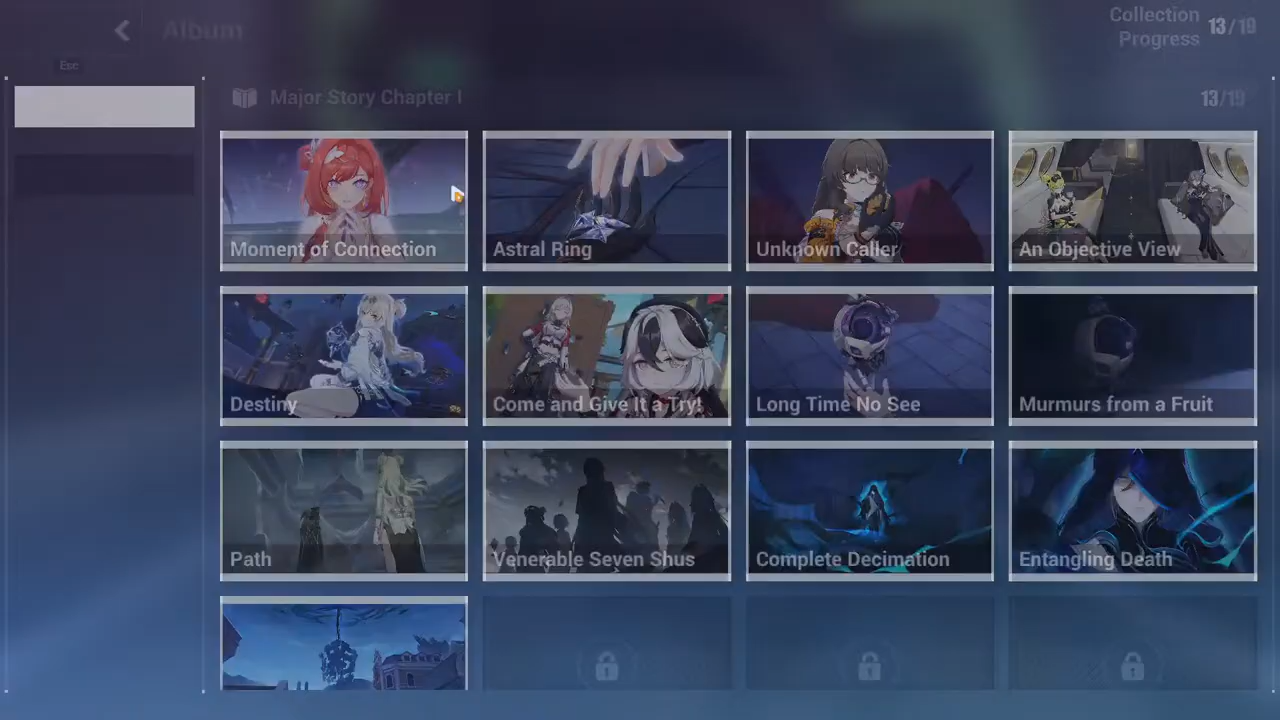 Album
Collection
Progress
13/19
Esc
Major Story Chapter I
13/19
Moment of Connection
Astral Ring
Unknown Caller
An Objective View
Destiny
Come and Give It a Try!
Long Time No See
Murmurs from a Fruit
Path
Venerable Seven Shus
Complete Decimation
Entangling Death